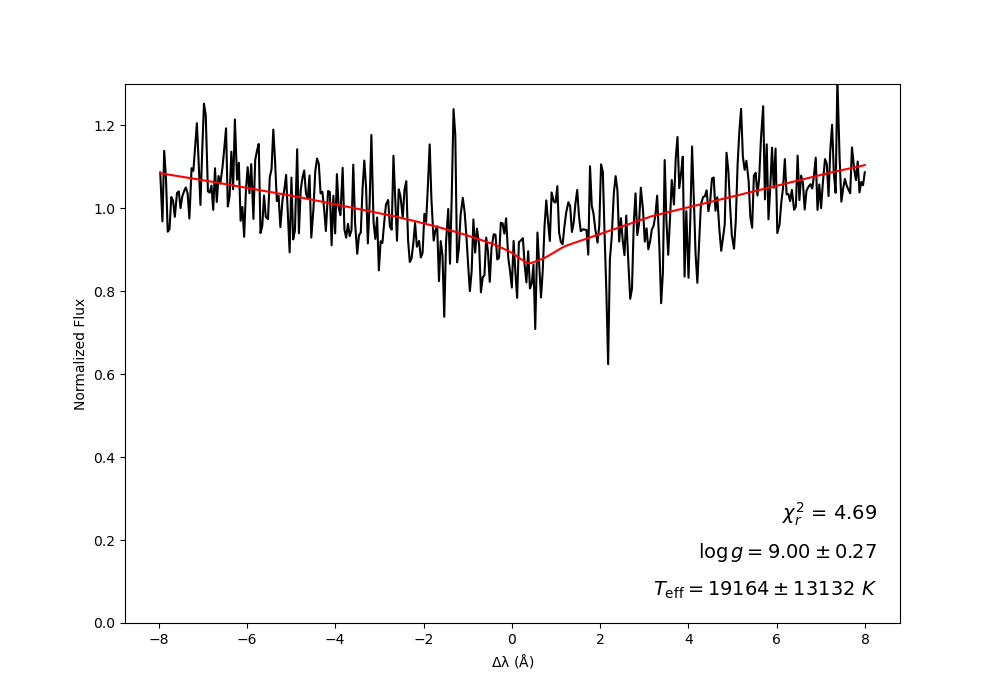 1.2
1.0
0.8
0.6
0.4
0.2
0.0
Normalized Flux
χ²ᵣ = 4.69
log g = 9.00 ± 0.27
T_eff = 19164 ± 13132 K
−8 −6 −4 −2 0 2 4 6 8
Δλ (Å)